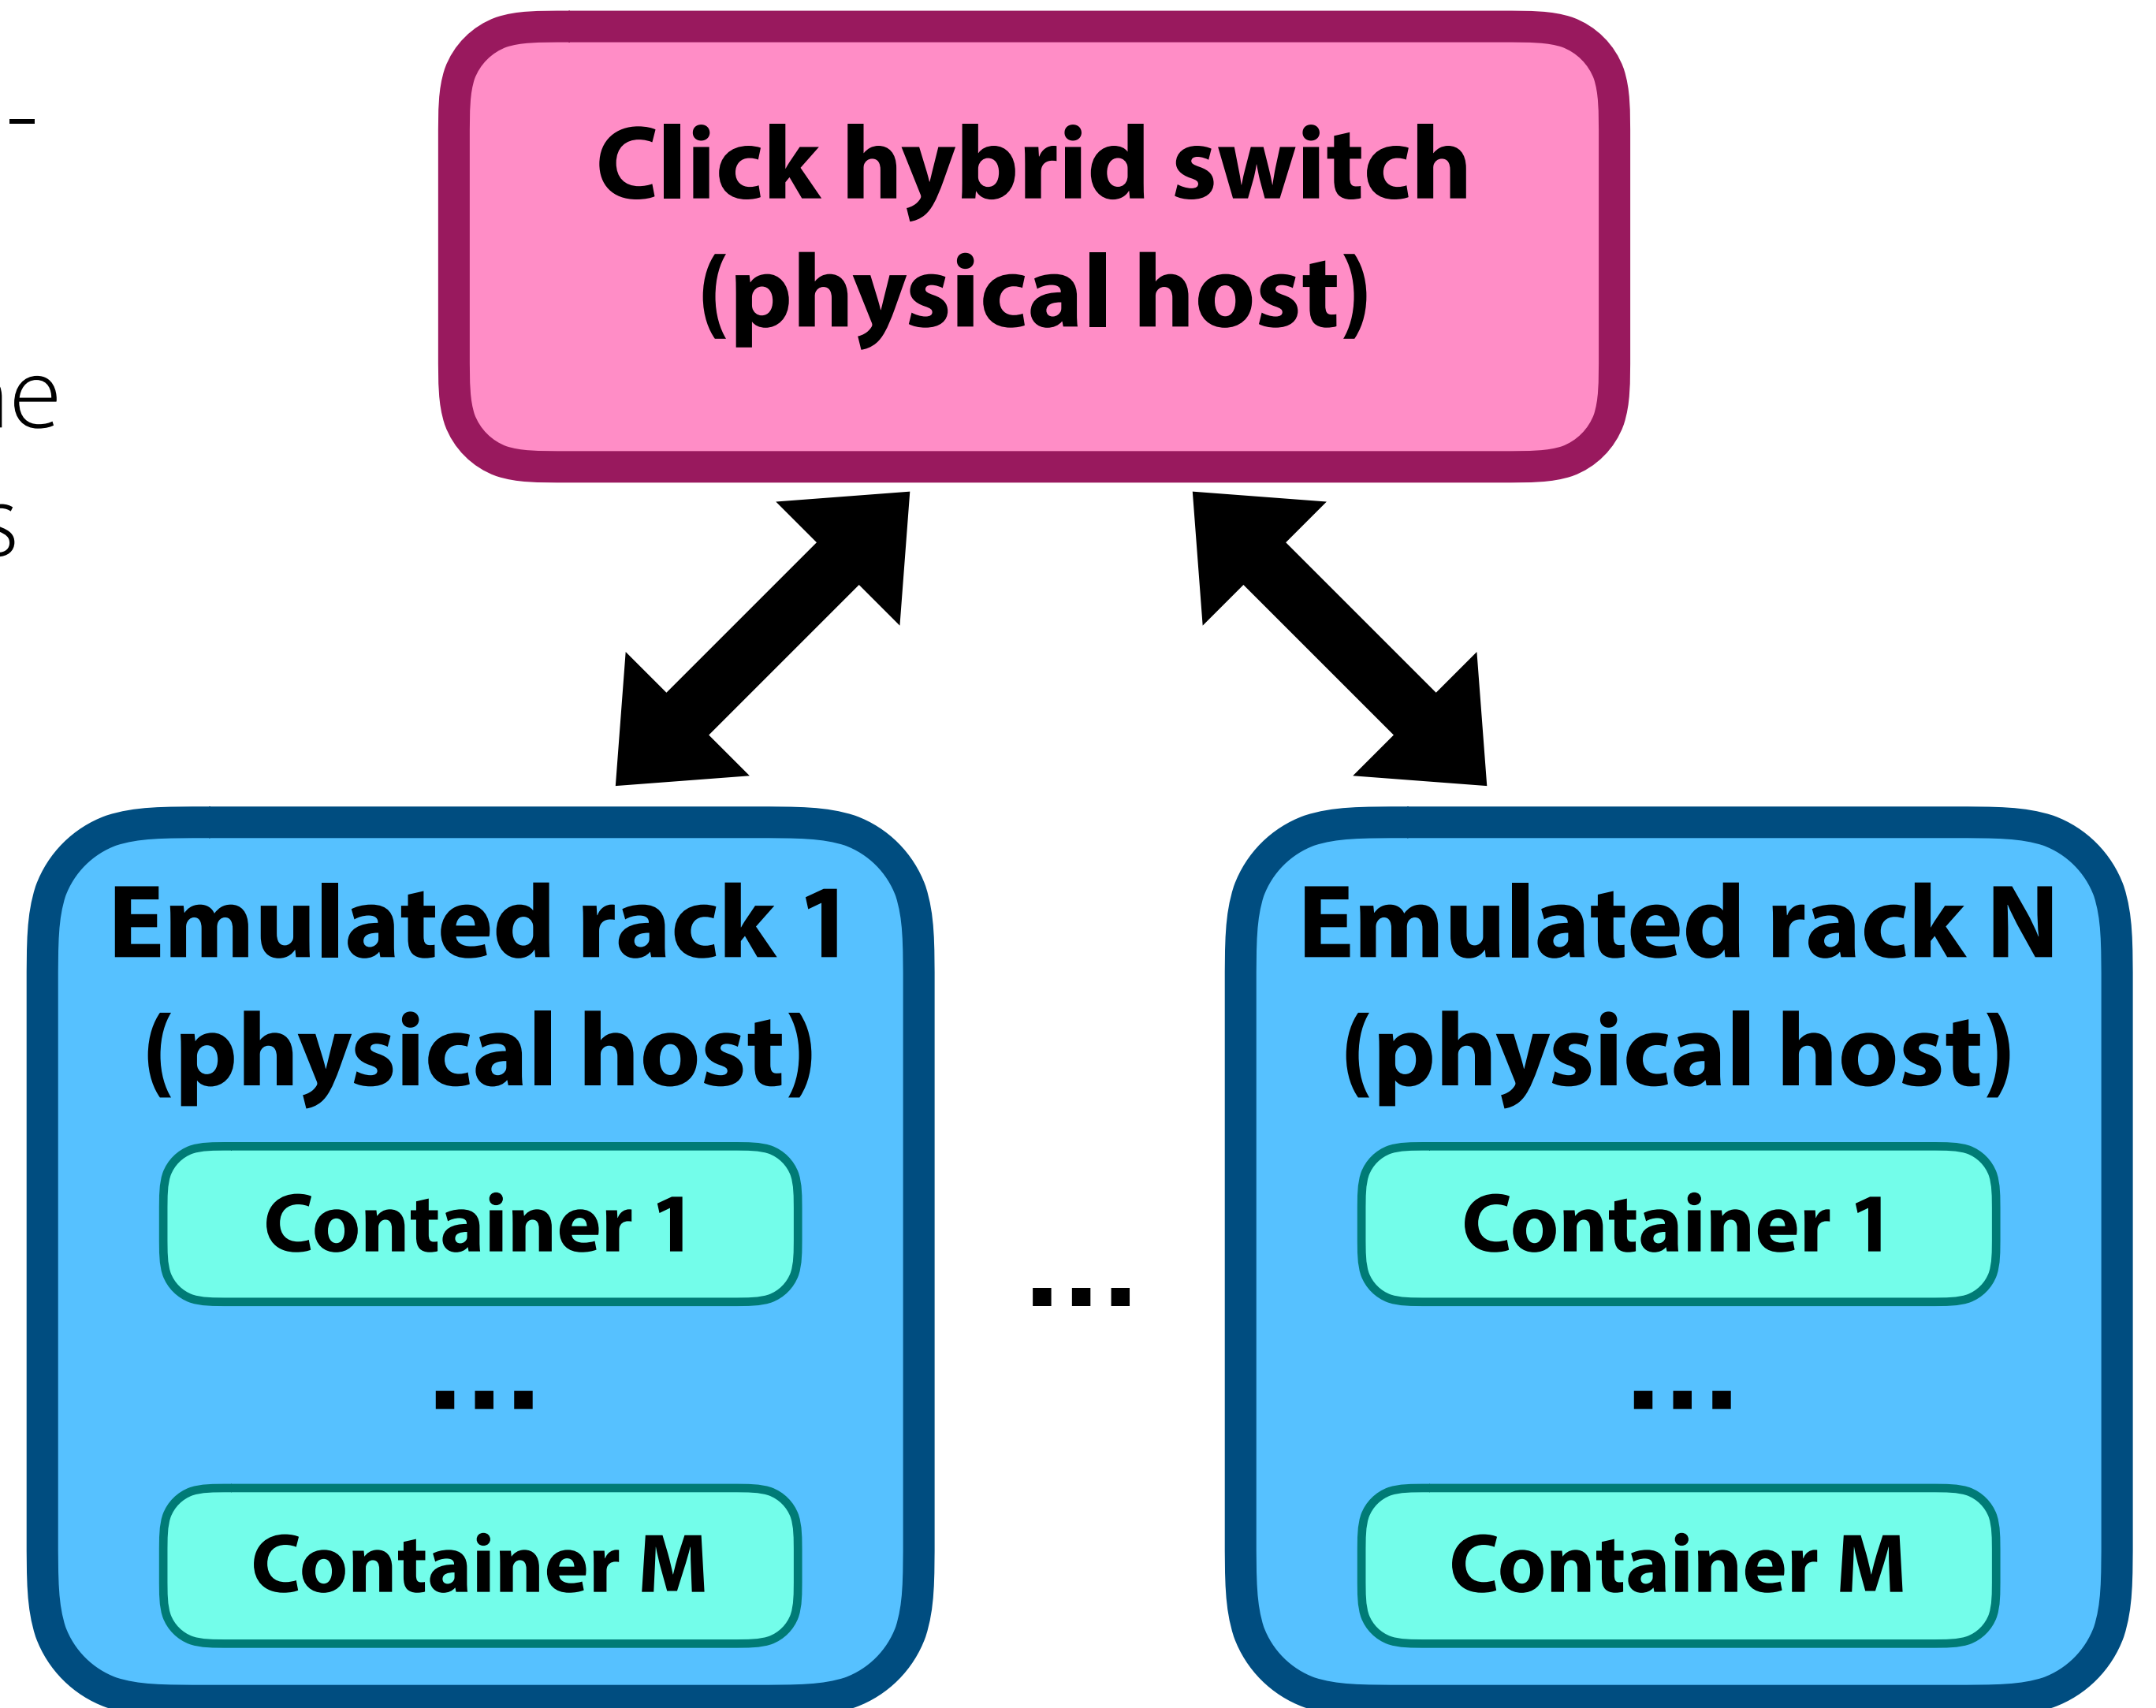 Click hybrid switch
(physical host)
Emulated rack 1
(physical host)
Container 1
...
Container M
...
Emulated rack N
(physical host)
Container 1
...
Container M